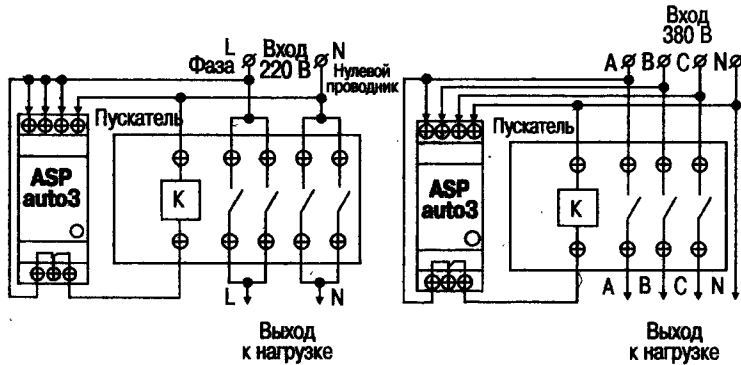 L Вход N
Фаза 220 В Нулевой
проводник
Пускатель
ASP
auto3
К
L N
Выход
к нагрузке
Вход
380 В
A B C N
Пускатель
ASP
auto3
К
A B C N
Выход
к нагрузке